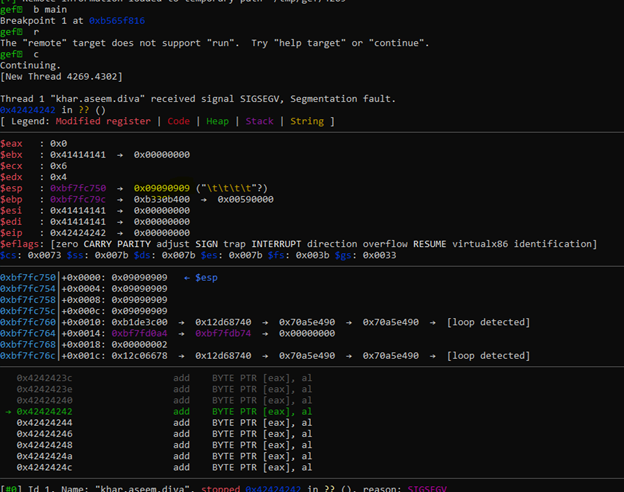 gef b main
Breakpoint 1 at 0xb565f816
gef r
The "remote" target does not support "run".  Try "help target" or "continue".
gef c
Continuing.
[New Thread 4269.4302]
Thread 1 "khar.aseem.diva" received signal SIGSEGV, Segmentation fault.
0x42424242 in ?? ()
[ Legend: Modified register | Code | Heap | Stack | String ]
$eax   : 0x0
$ebx   : 0x41414141  →  0x00000000
$ecx   : 0x6
$edx   : 0x4
$esp   : 0xbf7fc750  →  0x09090909 ("\t\t\t\t"?)
$ebp   : 0xbf7fc79c  →  0xb330b400  →  0x00590000
$esi   : 0x41414141  →  0x00000000
$edi   : 0x41414141  →  0x00000000
$eip   : 0x42424242  →  0x00000000
$eflags: [zero CARRY PARITY adjust SIGN trap INTERRUPT direction overflow RESUME virtualx86 identification]
$cs: 0x0073 $ss: 0x007b $ds: 0x007b $es: 0x007b $fs: 0x003b $gs: 0x0033
0xbf7fc750│+0x0000: 0x09090909   ← $esp
0xbf7fc754│+0x0004: 0x09090909
0xbf7fc758│+0x0008: 0x09090909
0xbf7fc75c│+0x000c: 0x09090909
0xbf7fc760│+0x0010: 0xb1de3c00  →  0x12d68740  →  0x70a5e490  →  0x70a5e490  →  [loop detected]
0xbf7fc764│+0x0014: 0xbf7fd0a4  →  0xbf7fdb74  →  0x00000000
0xbf7fc768│+0x0018: 0x00000002
0xbf7fc76c│+0x001c: 0x12c06678  →  0x12d68740  →  0x70a5e490  →  0x70a5e490  →  [loop detected]
0x4242423c                  add    BYTE PTR [eax], al
0x4242423e                  add    BYTE PTR [eax], al
0x42424240                  add    BYTE PTR [eax], al
→ 0x42424242                  add    BYTE PTR [eax], al
0x42424244                  add    BYTE PTR [eax], al
0x42424246                  add    BYTE PTR [eax], al
0x42424248                  add    BYTE PTR [eax], al
0x4242424a                  add    BYTE PTR [eax], al
0x4242424c                  add    BYTE PTR [eax], al
[#0] Id 1, Name: "khar.aseem.diva", stopped 0x42424242 in ?? (), reason: SIGSEGV